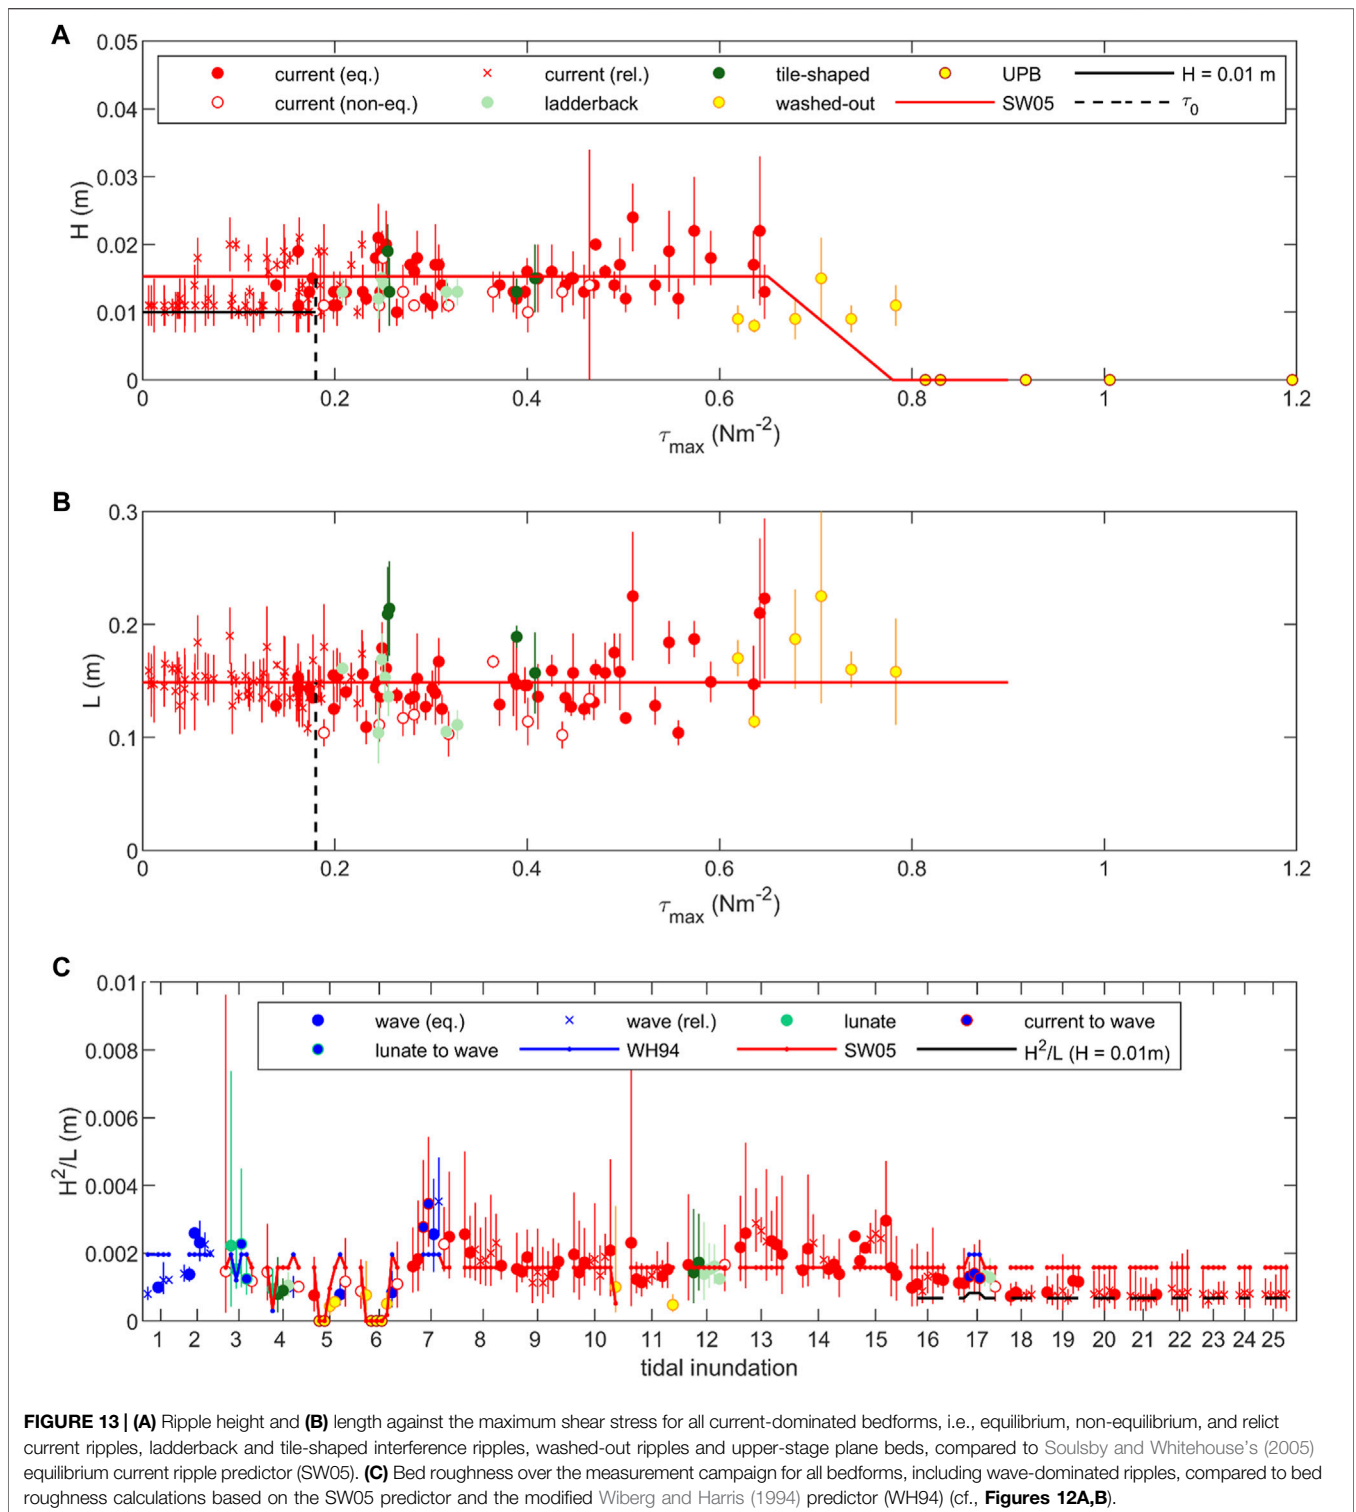 A
0.05
0.04
0.03
0.02
0.01
0
H (m)
current (eq.) current (rel.) tile-shaped UPB H = 0.01 m
current (non-eq.) ladderback washed-out SW05 τ0
0 0.2 0.4 0.6 0.8 1 1.2
τmax (Nm-2)
B
0.3
0.2
0.1
0
L (m)
0 0.2 0.4 0.6 0.8 1 1.2
τmax (Nm-2)
C
0.01
0.008
0.006
0.004
0.002
0
H2/L (m)
wave (eq.) wave (rel.) lunate current to wave
lunate to wave WH94 SW05 H2/L (H = 0.01m)
1 2 3 4 5 6 7 8 9 10 11 12 13 14 15 16 17 18 19 20 21 22 23 24 25
tidal inundation
FIGURE 13 | (A) Ripple height and (B) length against the maximum shear stress for all current-dominated bedforms, i.e., equilibrium, non-equilibrium, and relict
current ripples, ladderback and tile-shaped interference ripples, washed-out ripples and upper-stage plane beds, compared to Soulsby and Whitehouse's (2005)
equilibrium current ripple predictor (SW05). (C) Bed roughness over the measurement campaign for all bedforms, including wave-dominated ripples, compared to bed
roughness calculations based on the SW05 predictor and the modified Wiberg and Harris (1994) predictor (WH94) (cf., Figures 12A,B).